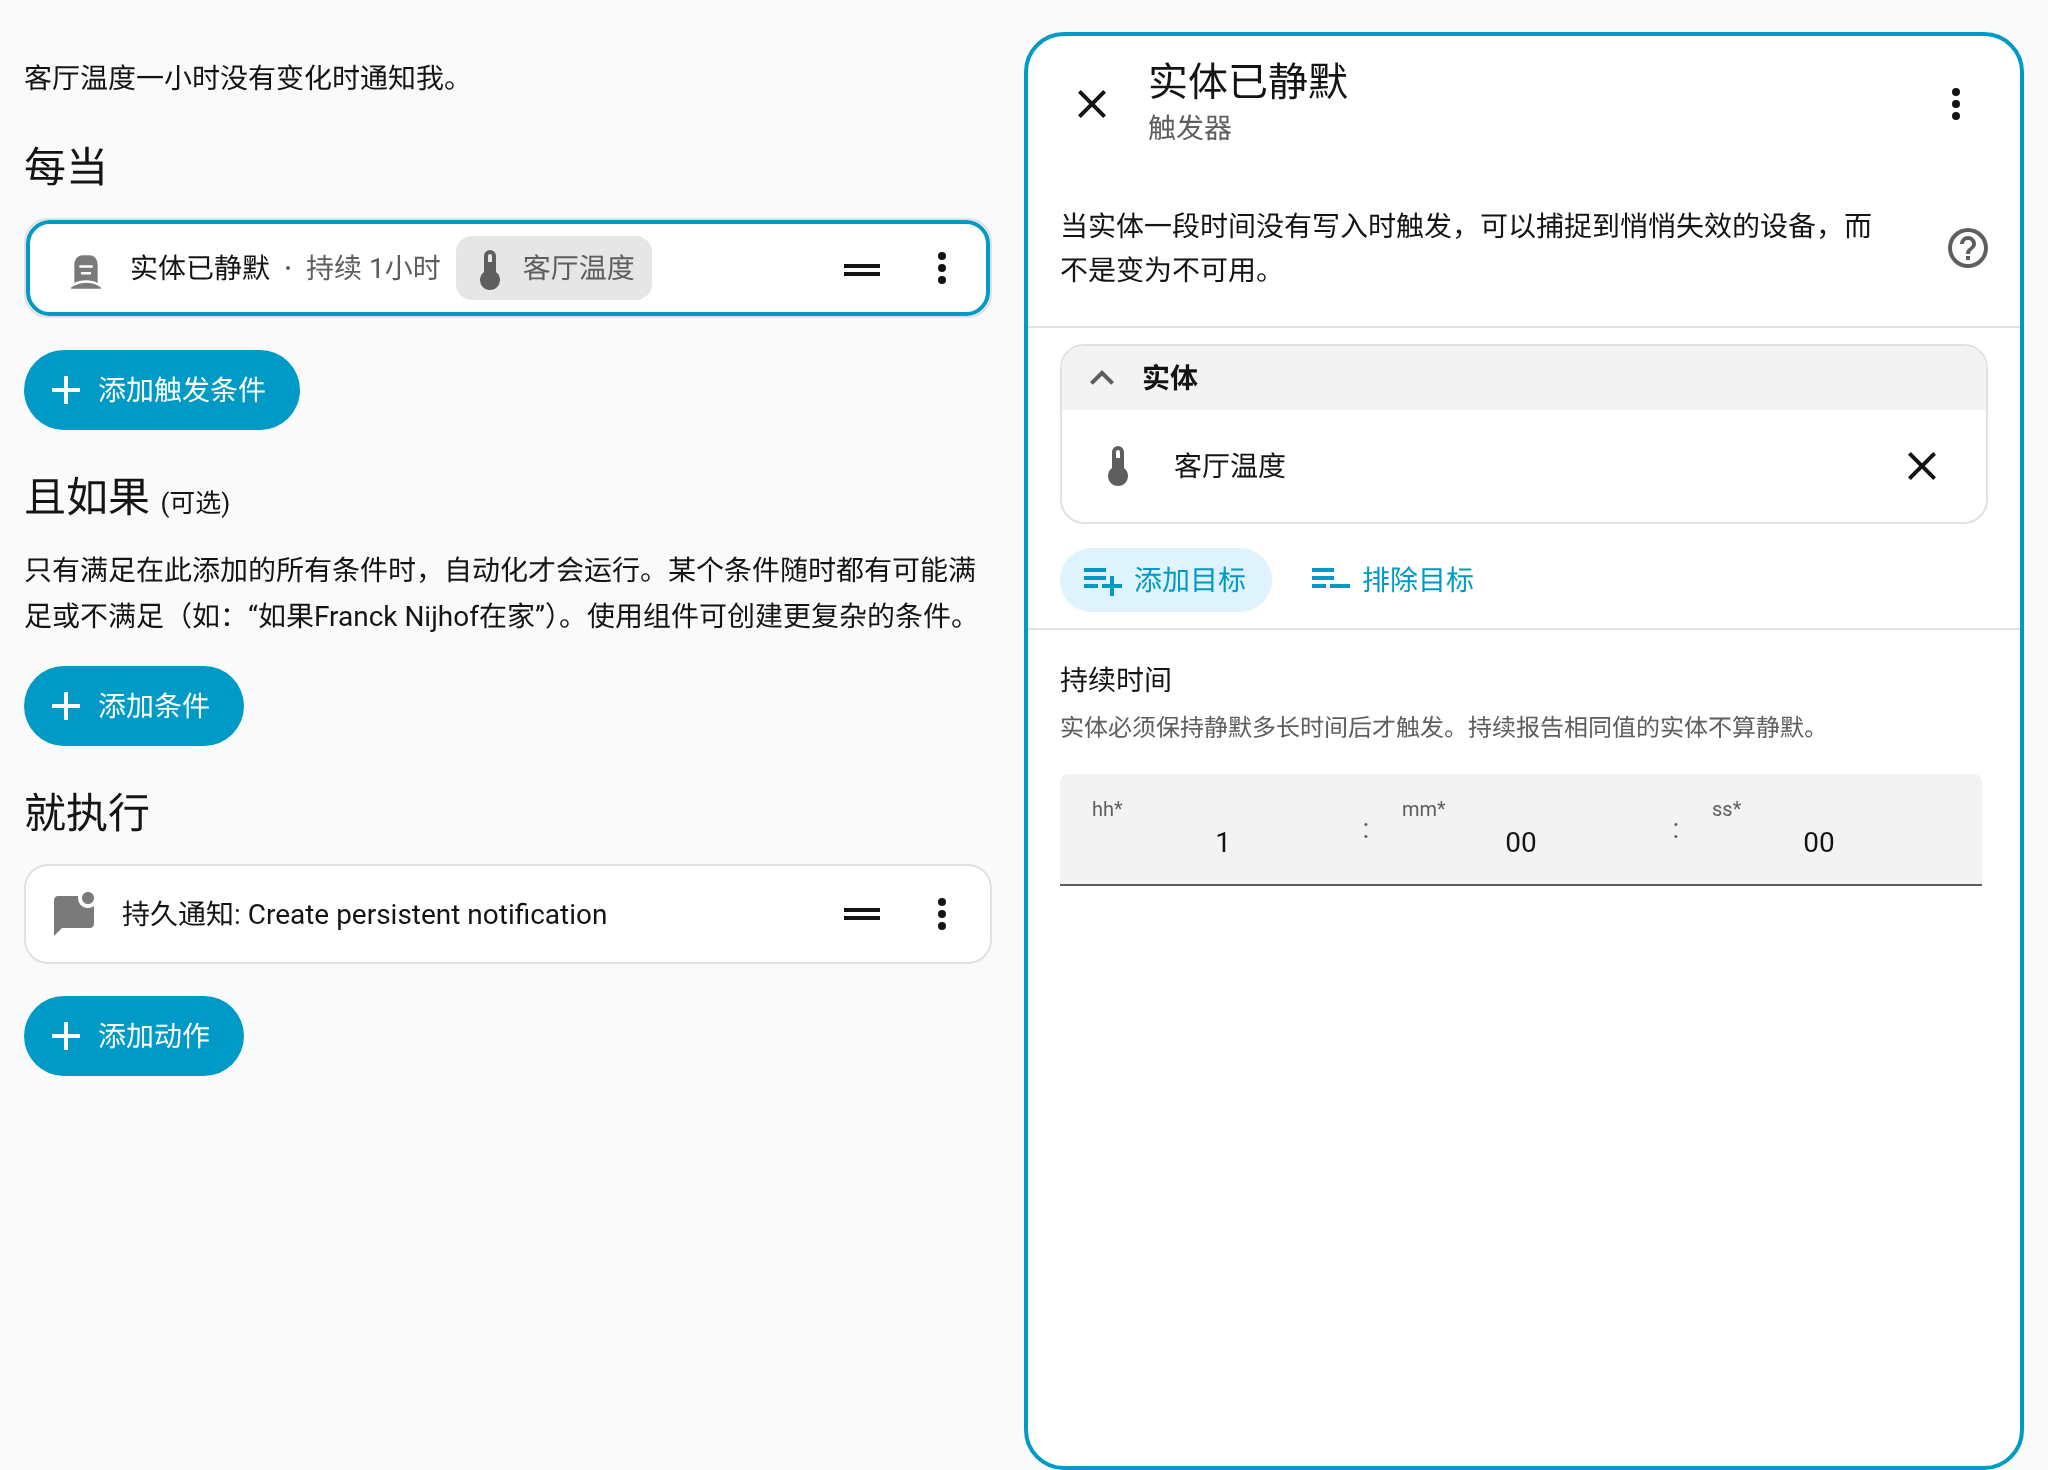 客厅温度一小时没有变化时通知我。
每当
实体已静默 · 持续 1小时 客厅温度
添加触发条件
且如果 (可选)
只有满足在此添加的所有条件时，自动化才会运行。某个条件随时都有可能满
足或不满足（如：“如果Franck Nijhof在家”）。使用组件可创建更复杂的条件。
添加条件
就执行
持久通知: Create persistent notification
添加动作
实体已静默
触发器
当实体一段时间没有写入时触发，可以捕捉到悄悄失效的设备，而
不是变为不可用。
实体
客厅温度
添加目标 排除目标
持续时间
实体必须保持静默多长时间后才触发。持续报告相同值的实体不算静默。
hh* mm* ss*
1 : 00 : 00